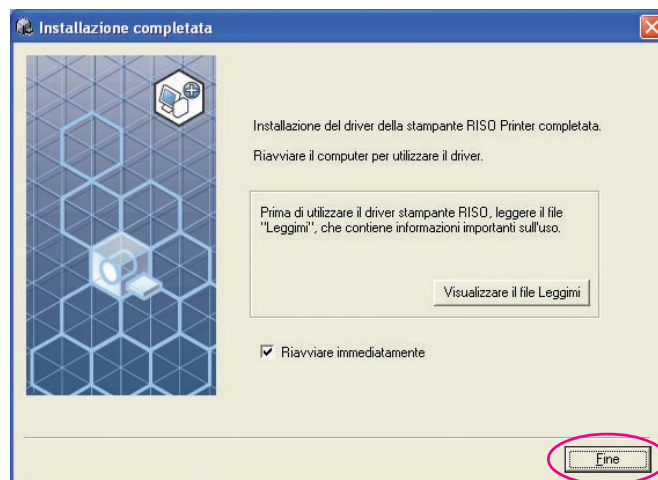 Installazione completata
Installazione del driver della stampante RISO Printer completata.
Riavviare il computer per utilizzare il driver.
Prima di utilizzare il driver stampante RISO, leggere il file
"Leggimi", che contiene informazioni importanti sull'uso.
Visualizzare il file Leggimi
Riavviare immediatamente
Fine